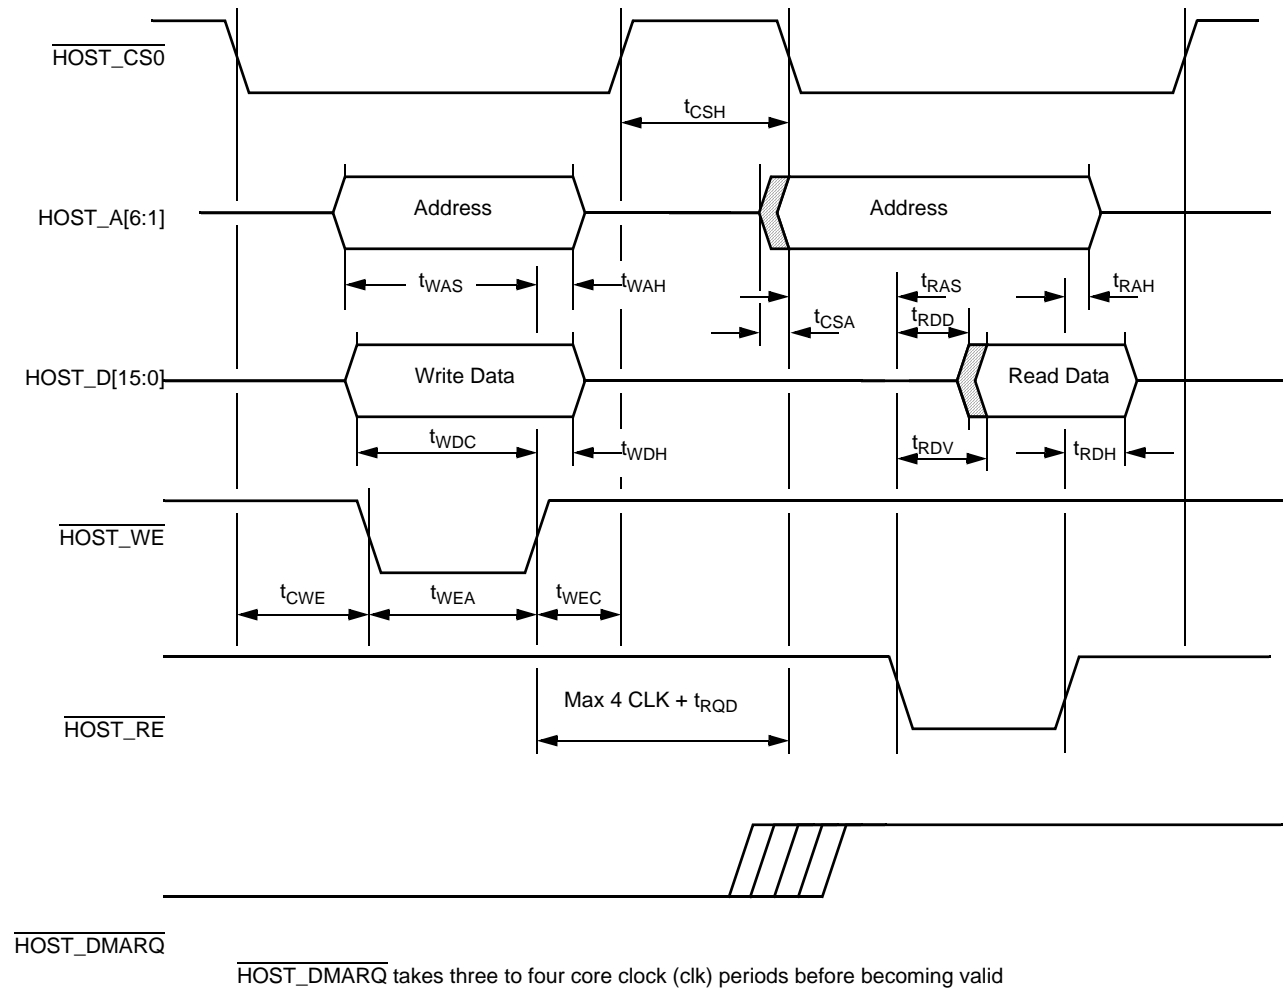 HOST_CS0
tCSH
HOST_A[6:1]
Address
Address
tWAS
tWAH
tRAS
tRAH
tCSA
tRDD
HOST_D[15:0]
Write Data
Read Data
tWDC
tWDH
tRDV
tRDH
HOST_WE
tCWE
tWEA
tWEC
Max 4 CLK + tRQD
HOST_RE
HOST_DMARQ
HOST_DMARQ takes three to four core clock (clk) periods before becoming valid